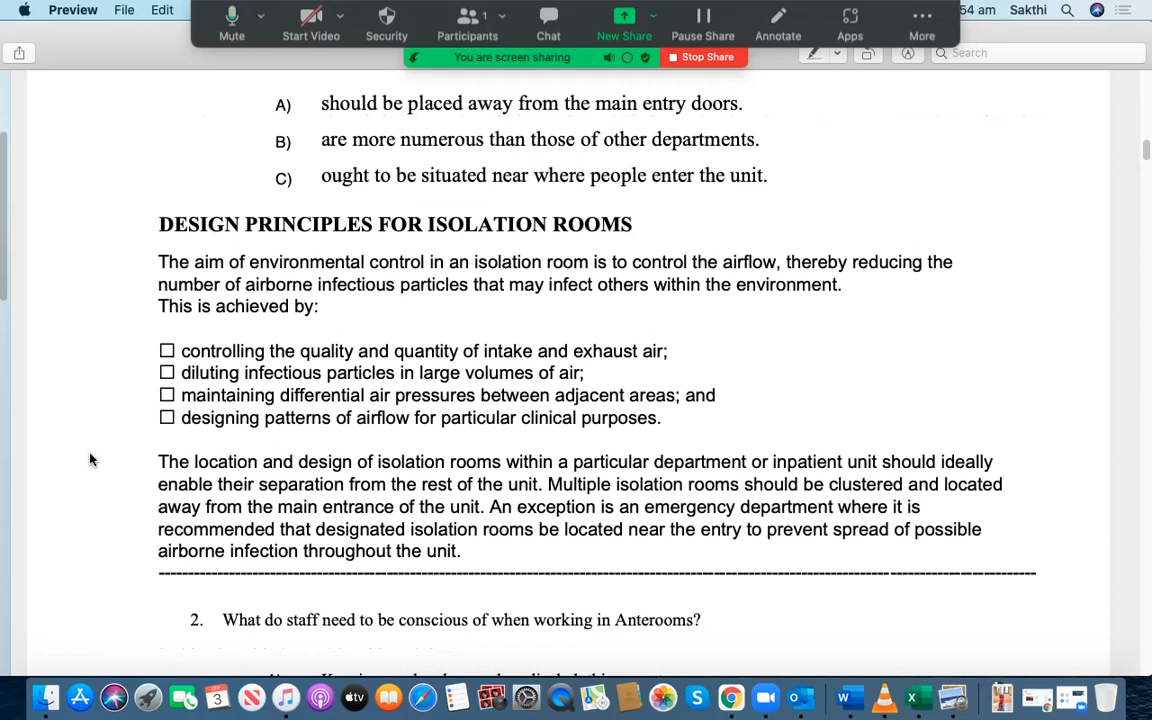 Preview File Edit
54 am Sakthi
Mute Start Video Security Participants 1 Chat New Share Pause Share Annotate Apps More
You are screen sharing Stop Share
Search
A) should be placed away from the main entry doors.
B) are more numerous than those of other departments.
C) ought to be situated near where people enter the unit.
DESIGN PRINCIPLES FOR ISOLATION ROOMS
The aim of environmental control in an isolation room is to control the airflow, thereby reducing the
number of airborne infectious particles that may infect others within the environment.
This is achieved by:
☐ controlling the quality and quantity of intake and exhaust air;
☐ diluting infectious particles in large volumes of air;
☐ maintaining differential air pressures between adjacent areas; and
☐ designing patterns of airflow for particular clinical purposes.
The location and design of isolation rooms within a particular department or inpatient unit should ideally
enable their separation from the rest of the unit. Multiple isolation rooms should be clustered and located
away from the main entrance of the unit. An exception is an emergency department where it is
recommended that designated isolation rooms be located near the entry to prevent spread of possible
airborne infection throughout the unit.
2. What do staff need to be conscious of when working in Anterooms?
SEP
3
tv